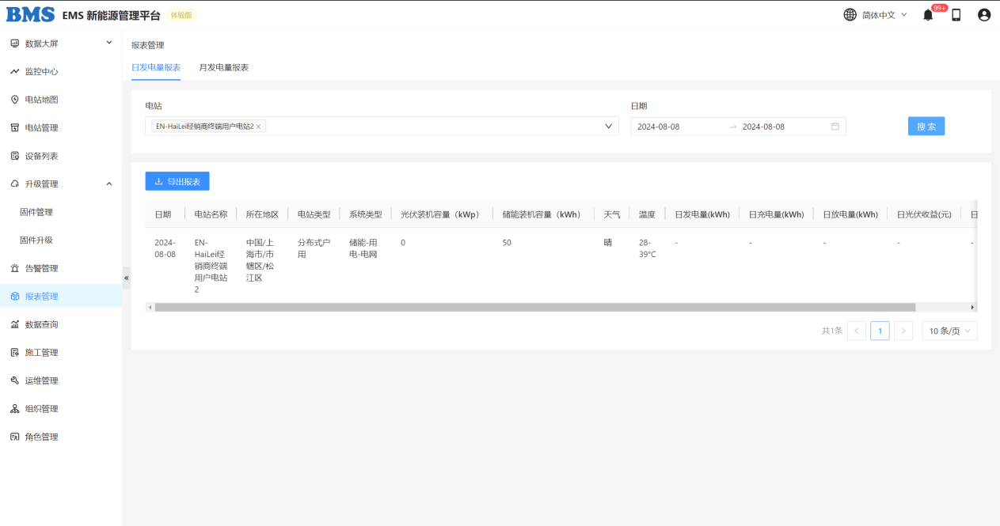 BMS EMS 新能源管理平台 体验版 简体中文 99+
数据大屏
监控中心
电站地图
电站管理
设备列表
升级管理
固件管理
固件升级
告警管理
报表管理
数据查询
施工管理
运维管理
组织管理
角色管理
报表管理
日发电量报表 月发电量报表
电站 日期
EN-HaiLei经销商终端用户电站2 × 2024-08-08 → 2024-08-08 搜 索
导出报表
日期 电站名称 所在地区 电站类型 系统类型 光伏装机容量（kWp） 储能装机容量（kWh） 天气 温度 日发电量(kWh) 日充电量(kWh) 日放电量(kWh) 日光伏收益(元) 日
2024-08-08 EN-HaiLei经销商终端用户电站2 中国/上海市/市辖区/松江区 分布式户用 储能-用电-电网 0 50 晴 28-39°C - - - - -
共1条 < 1 > 10 条/页